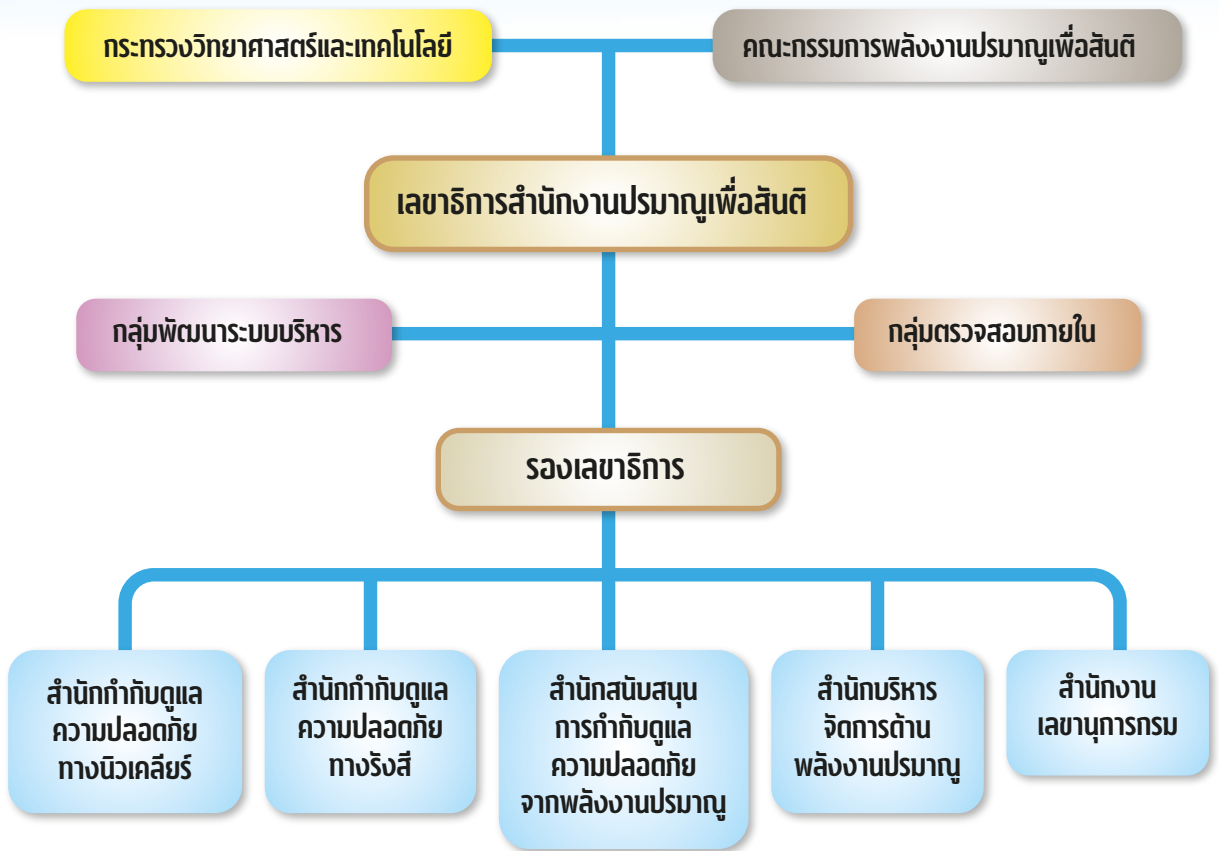 กระทรวงวิทยาศาสตร์และเทคโนโลยี
คณะกรรมการพลังงานปรมาณูเพื่อสันติ
เลขาธิการสำนักงานปรมาณูเพื่อสันติ
กลุ่มพัฒนาระบบบริหาร
กลุ่มตรวจสอบภายใน
รองเลขาธิการ
สำนักกำกับดูแล
ความปลอดภัย
ทางนิวเคลียร์
สำนักกำกับดูแล
ความปลอดภัย
ทางรังสี
สำนักสนับสนุน
การกำกับดูแล
ความปลอดภัย
จากพลังงานปรมาณู
สำนักบริหาร
จัดการด้าน
พลังงานปรมาณู
สำนักงาน
เลขานุการกรม